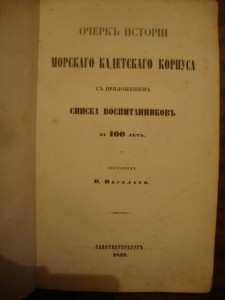 ОЧЕРКЪ ИСТОРІИ
МОРСКАГО КАДЕТСКАГО КОРПУСА
СЪ ПРИЛОЖЕНІЕМЪ
СПИСКА ВОСПИТАННИКОВЪ
ЗА 100 ЛѢТЪ.
СОСТАВИЛЪ
Ѳ. ВЕСЕЛАГО.
САНКТПЕТЕРБУРГЪ
1852.